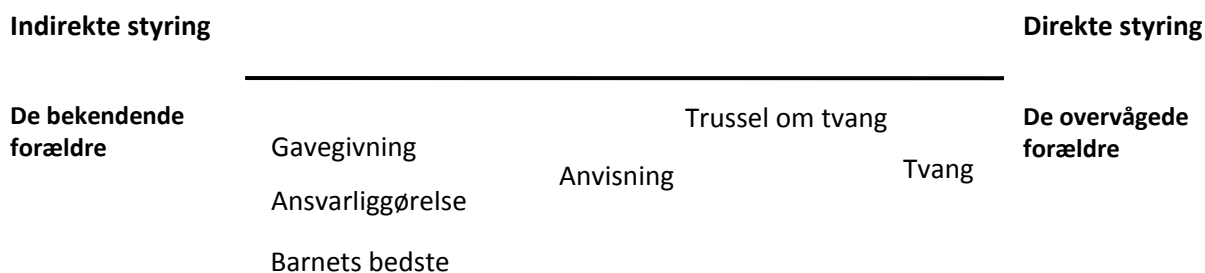 Indirekte styring
Direkte styring
De bekendende
forældre
Gavegivning
Ansvarliggørelse
Barnets bedste
Anvisning
Trussel om tvang
Tvang
De overvågede
forældre